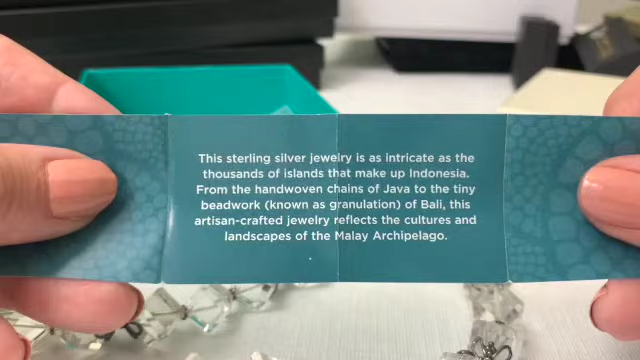 This sterling silver jewelry is as intricate as the
thousands of islands that make up Indonesia.
From the handwoven chains of Java to the tiny
beadwork (known as granulation) of Bali, this
artisan-crafted jewelry reflects the cultures and
landscapes of the Malay Archipelago.